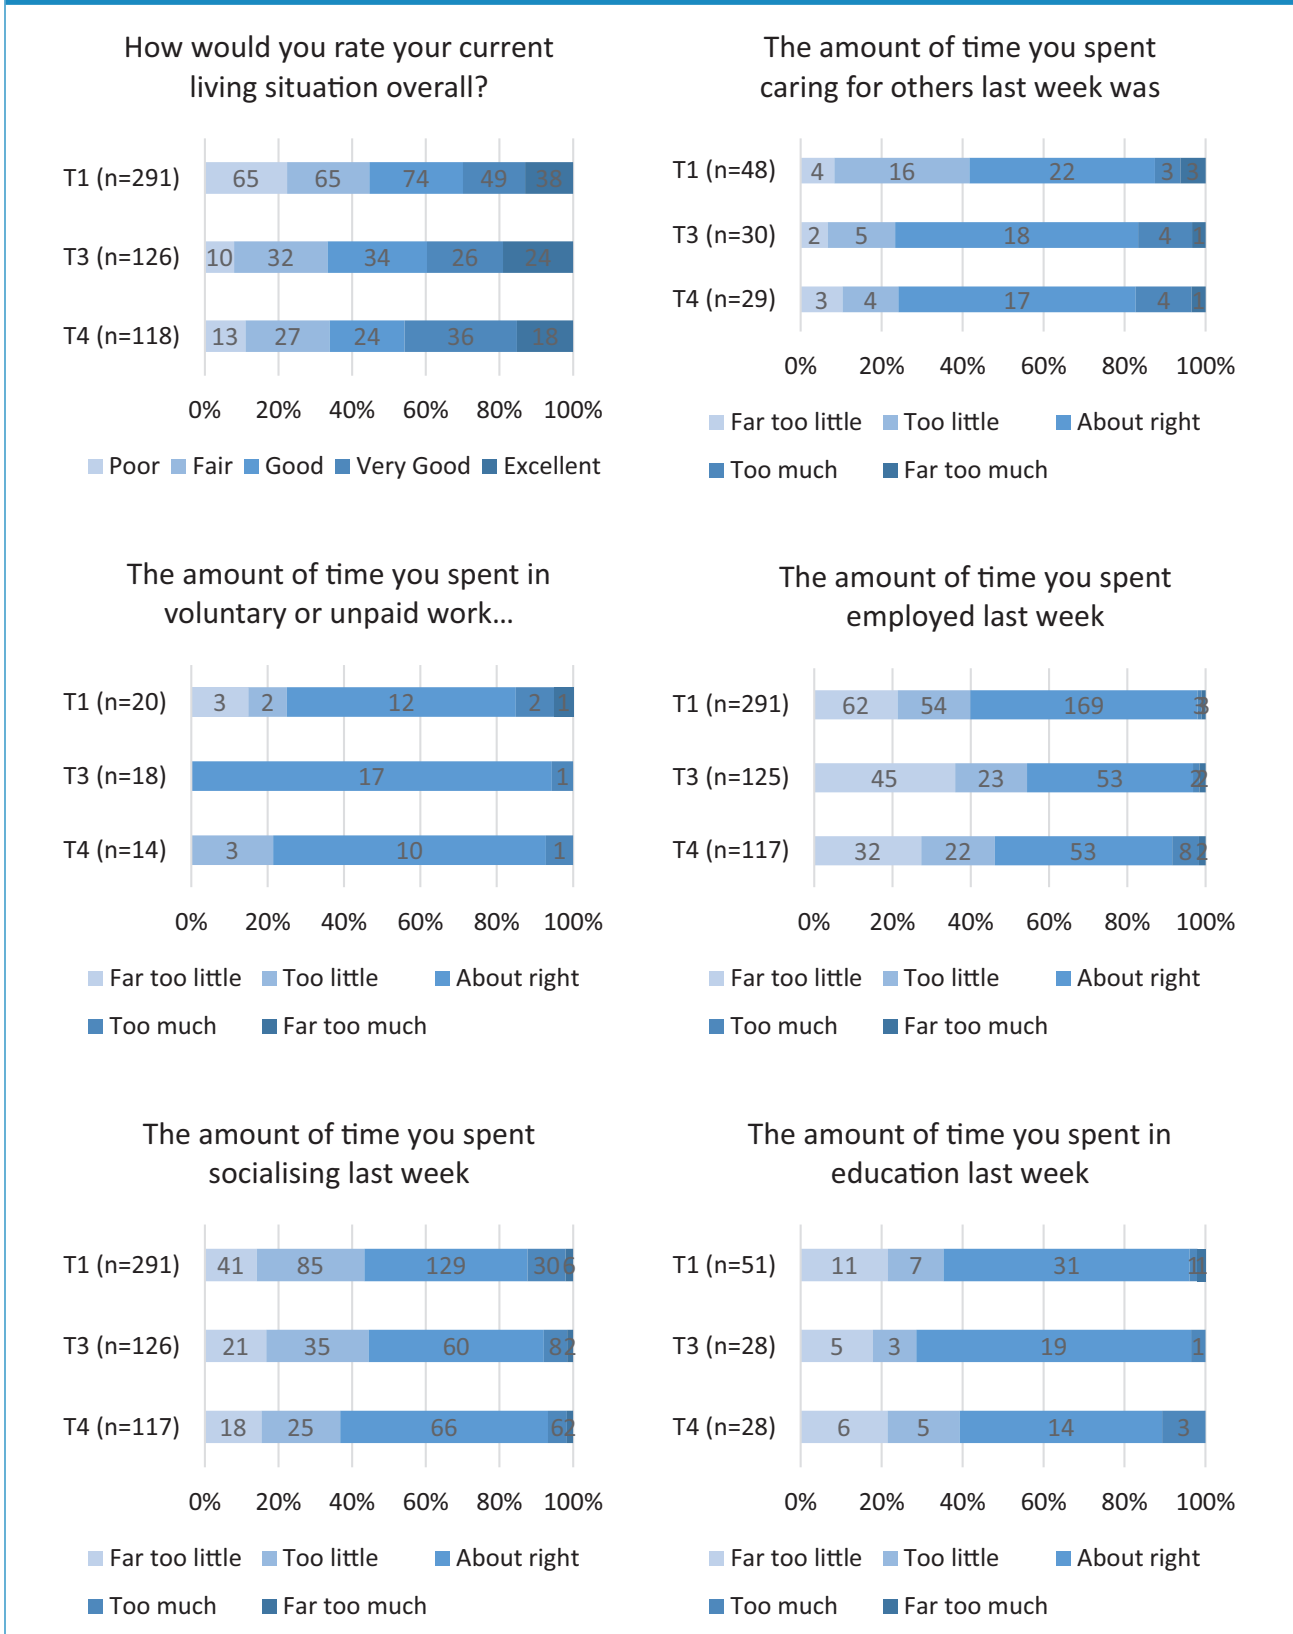 How would you rate your current
living situation overall?
T1 (n=291) 65 65 74 49 38
T3 (n=126) 10 32 34 26 24
T4 (n=118) 13 27 24 36 18
0% 20% 40% 60% 80% 100%
Poor Fair Good Very Good Excellent
The amount of time you spent
caring for others last week was
T1 (n=48) 4 16 22 3 3
T3 (n=30) 2 5 18 4 1
T4 (n=29) 3 4 17 4 1
0% 20% 40% 60% 80% 100%
Far too little Too little About right
Too much Far too much
The amount of time you spent in
voluntary or unpaid work...
T1 (n=20) 3 2 12 2 1
T3 (n=18) 17 1
T4 (n=14) 3 10 1
0% 20% 40% 60% 80% 100%
Far too little Too little About right
Too much Far too much
The amount of time you spent
employed last week
T1 (n=291) 62 54 169 3 3
T3 (n=125) 45 23 53 2 2
T4 (n=117) 32 22 53 8 2
0% 20% 40% 60% 80% 100%
Far too little Too little About right
Too much Far too much
The amount of time you spent
socialising last week
T1 (n=291) 41 85 129 30 6
T3 (n=126) 21 35 60 8 2
T4 (n=117) 18 25 66 6 2
0% 20% 40% 60% 80% 100%
Far too little Too little About right
Too much Far too much
The amount of time you spent in
education last week
T1 (n=51) 11 7 31 1 1
T3 (n=28) 5 3 19 1
T4 (n=28) 6 5 14 3
0% 20% 40% 60% 80% 100%
Far too little Too little About right
Too much Far too much